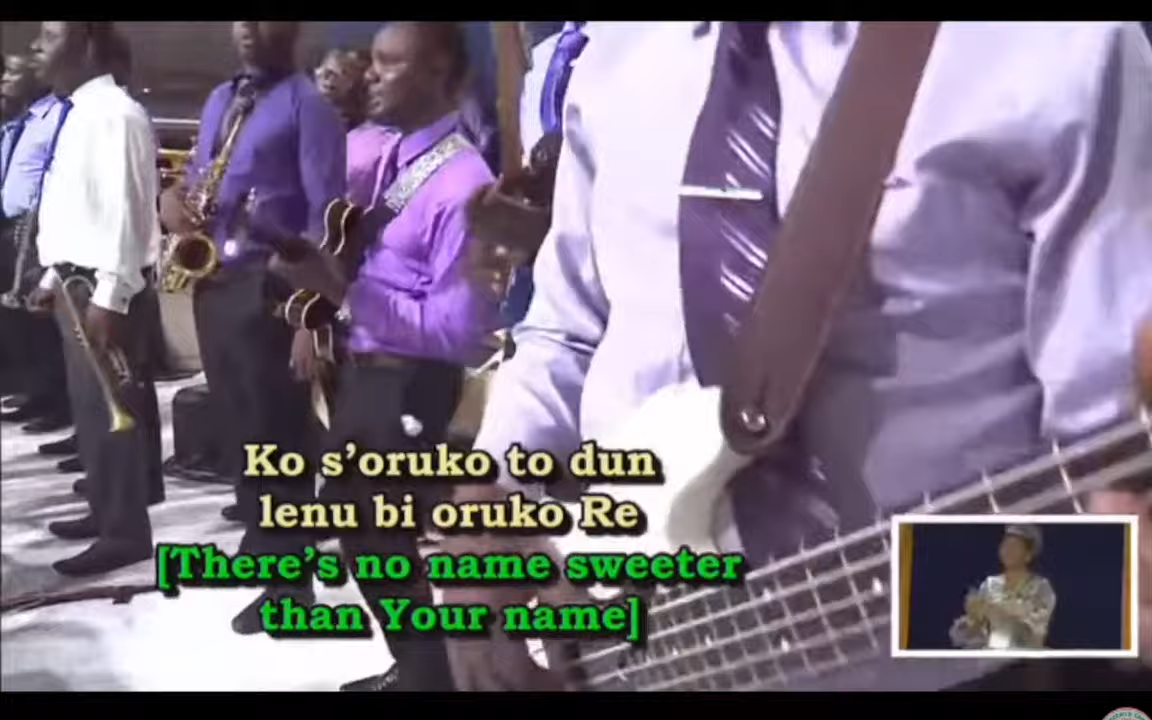 Ko s’oruko to dun
lenu bi oruko Re
[There’s no name sweeter
than Your name]